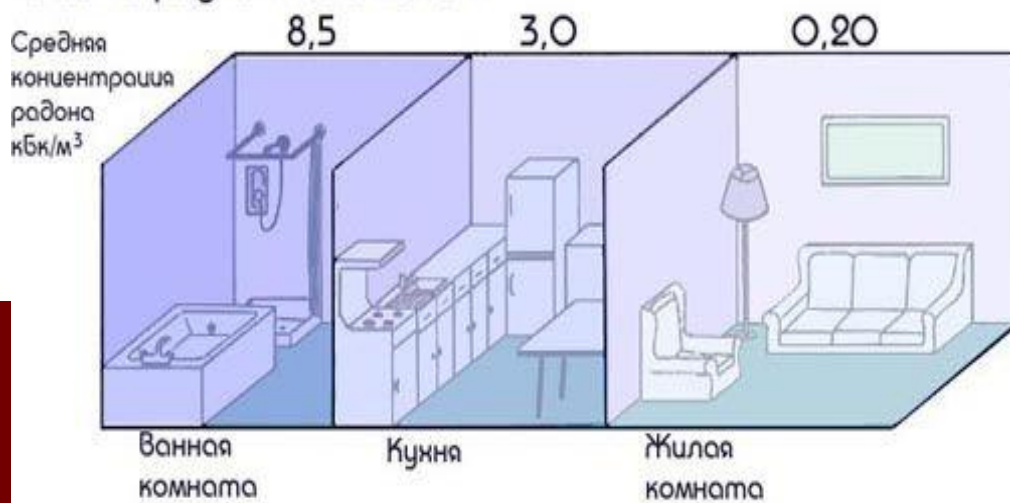 Средняя
концентрация
радона
кБк/м³
8,5
3,0
0,20
Ванная
комната
Кухня
Жилая
комната